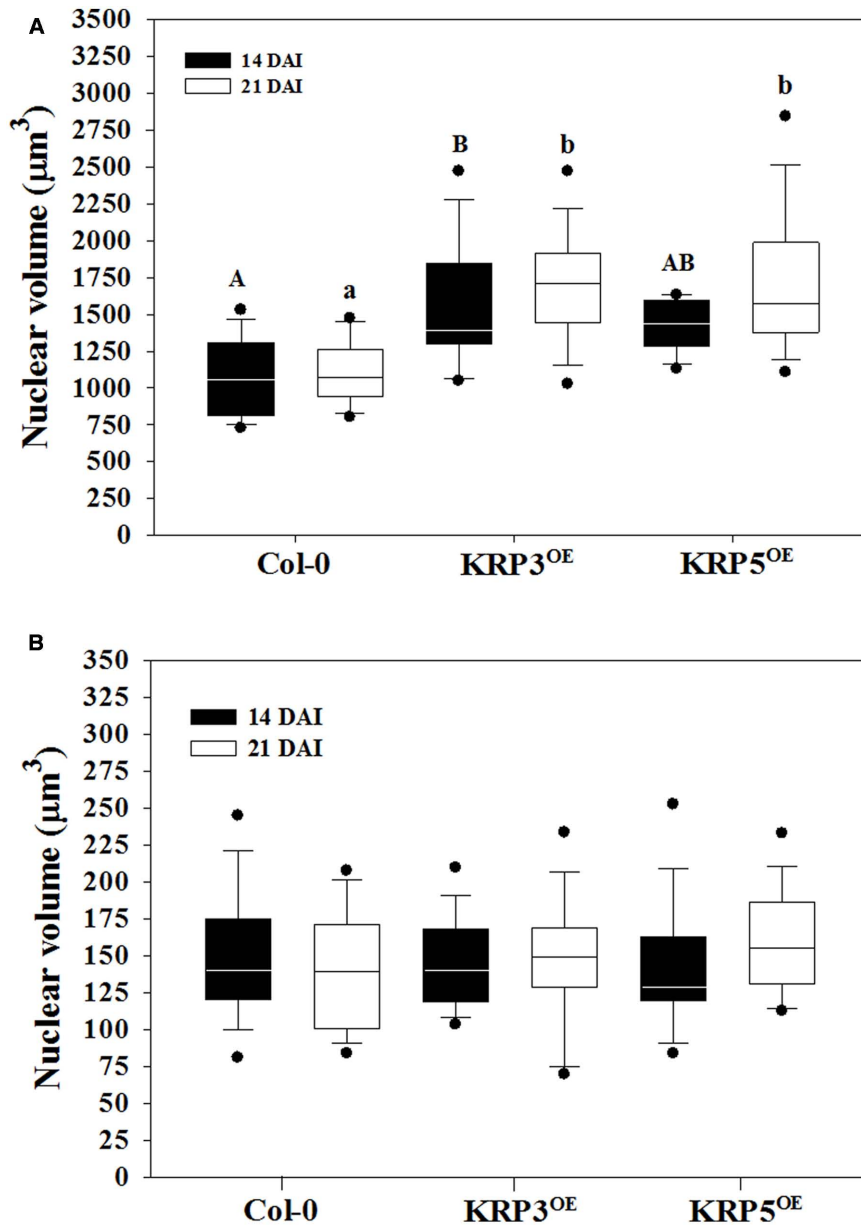 A
3500
3250
3000
2750
2500
2250
2000
1750
1500
1250
1000
750
500
250
0
Nuclear volume (µm³)
14 DAI
21 DAI
A
a
B
b
AB
b
Col-0
KRP3ᴼᴱ
KRP5ᴼᴱ
B
350
325
300
275
250
225
200
175
150
125
100
75
50
25
0
Nuclear volume (µm³)
14 DAI
21 DAI
Col-0
KRP3ᴼᴱ
KRP5ᴼᴱ